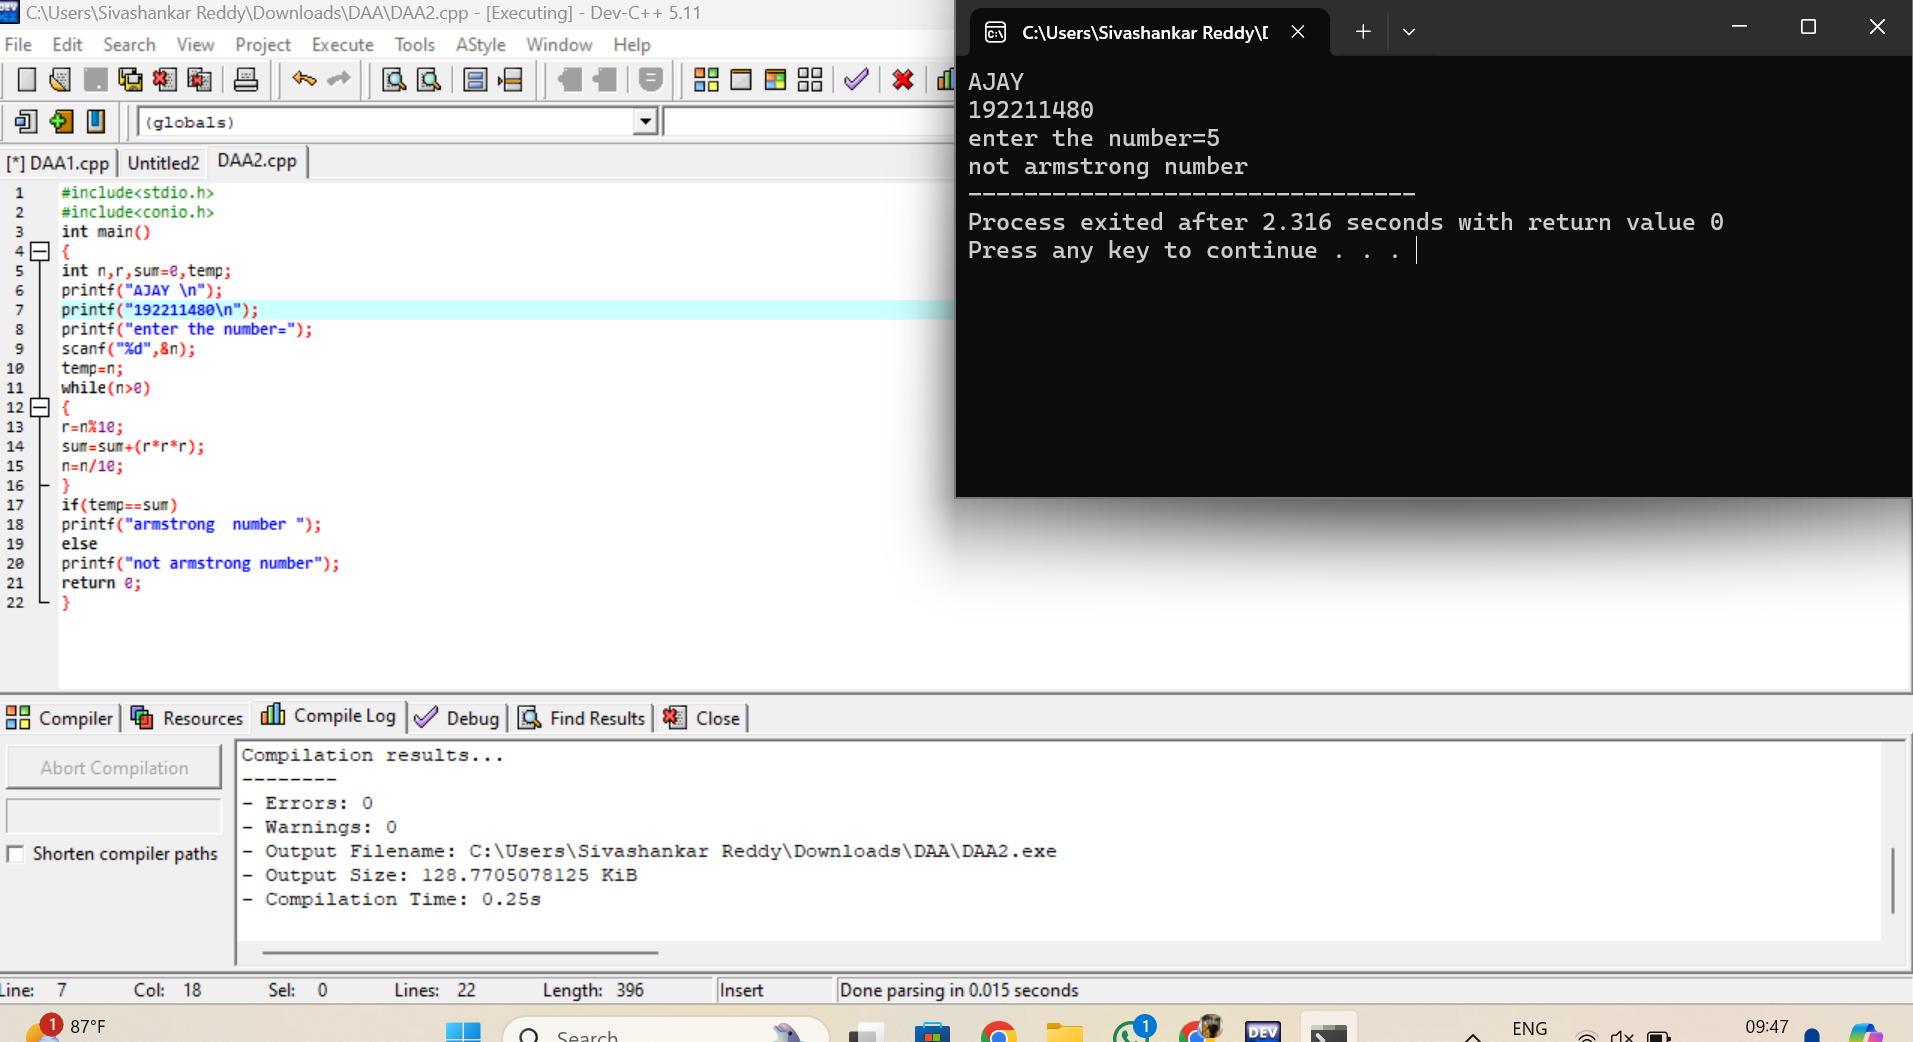 C:\Users\Sivashankar Reddy\Downloads\DAA\DAA2.cpp - [Executing] - Dev-C++ 5.11
File Edit Search View Project Execute Tools AStyle Window Help
(globals)
[*] DAA1.cpp Untitled2 DAA2.cpp
1 #include<stdio.h>
2 #include<conio.h>
3 int main()
4 {
5 int n,r,sum=0,temp;
6 printf("AJAY \n");
7 printf("192211480\n");
8 printf("enter the number=");
9 scanf("%d",&n);
10 temp=n;
11 while(n>0)
12 {
13 r=n%10;
14 sum=sum+(r*r*r);
15 n=n/10;
16 }
17 if(temp==sum)
18 printf("armstrong  number ");
19 else
20 printf("not armstrong number");
21 return 0;
22 }
C:\Users\Sivashankar Reddy\
AJAY
192211480
enter the number=5
not armstrong number
--------------------------------
Process exited after 2.316 seconds with return value 0
Press any key to continue . . .
Compiler Resources Compile Log Debug Find Results Close
Abort Compilation
Shorten compiler paths
Compilation results...
--------
- Errors: 0
- Warnings: 0
- Output Filename: C:\Users\Sivashankar Reddy\Downloads\DAA\DAA2.exe
- Output Size: 128.7705078125 KiB
- Compilation Time: 0.25s
Line: 7 Col: 18 Sel: 0 Lines: 22 Length: 396 Insert Done parsing in 0.015 seconds
1 87°F Search 1 DEV ENG 09:47